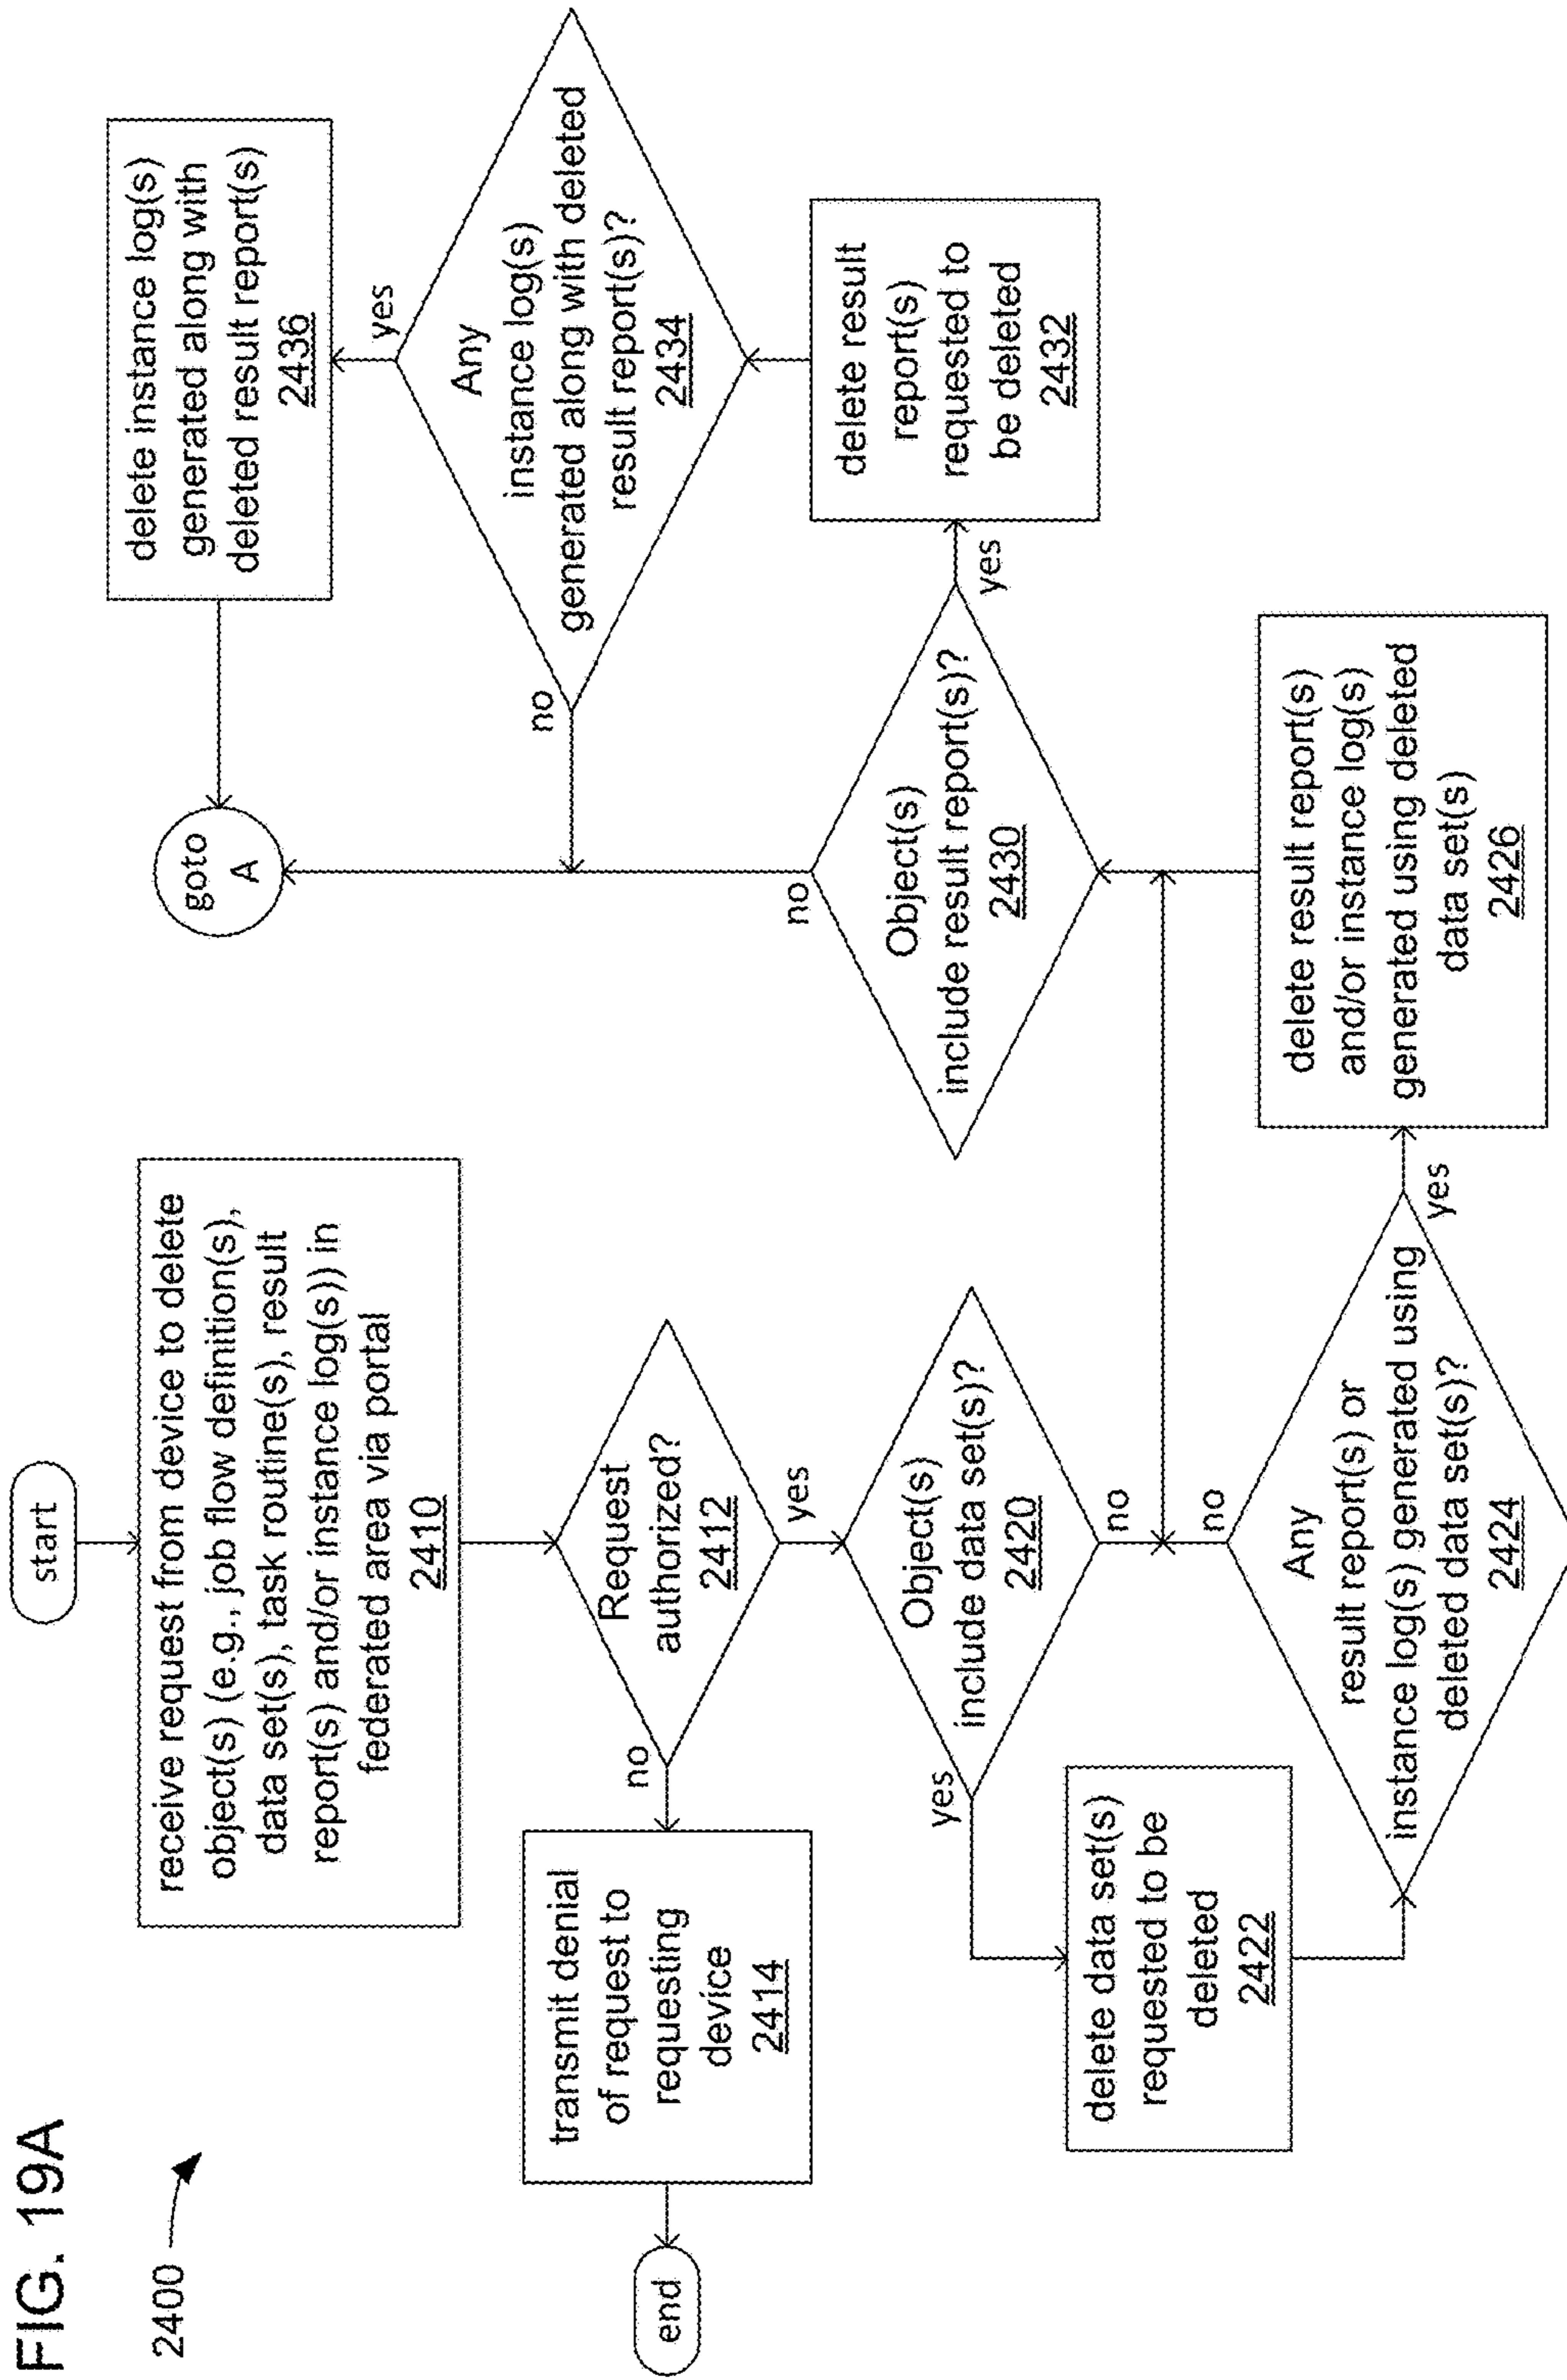 FIG. 19A
2400
start
receive request from device to delete
object(s) (e.g., job flow definition(s),
data set(s), task routine(s), result
report(s) and/or instance log(s)) in
federated area via portal
2410
Request
authorized?
2412
no
yes
transmit denial
of request to
requesting
device
2414
end
Object(s)
include data set(s)?
2420
yes
no
delete data set(s)
requested to be
deleted
2422
no
Any
result report(s) or
instance log(s) generated using
deleted data set(s)?
2424
yes
delete result report(s)
and/or instance log(s)
generated using deleted
data set(s)
2426
Object(s)
include result report(s)?
2430
no
yes
delete result
report(s)
requested to
be deleted
2432
Any
instance log(s)
generated along with deleted
result report(s)?
2434
no
yes
delete instance log(s)
generated along with
deleted result report(s)
2436
goto
A